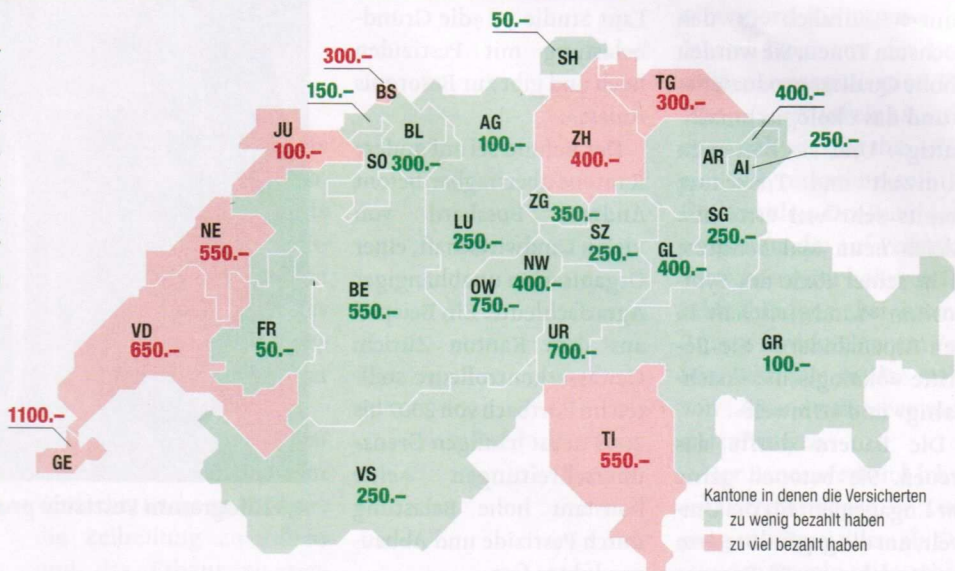 50.–
SH
300.–
BS
150.–
TG
300.–
400.–
JU
100.–
BL
AG
100.–
ZH
400.–
250.–
SO
300.–
AR
AI
ZG
350.–
NE
550.–
LU
250.–
SZ
250.–
SG
250.–
GL
400.–
NW
400.–
BE
550.–
OW
750.–
VD
650.–
FR
50.–
UR
700.–
GR
100.–
1100.–
GE
TI
550.–
VS
250.–
Kantone in denen die Versicherten
zu wenig bezahlt haben
zu viel bezahlt haben